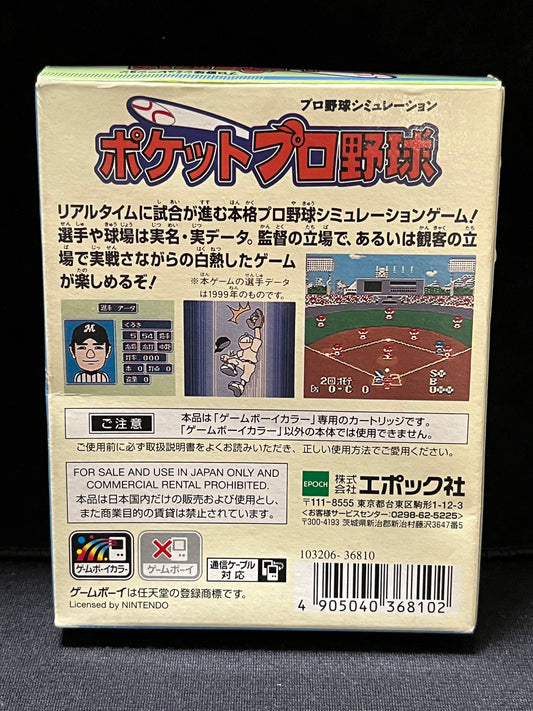 プロ野球シミュレーション
ポケットプロ野球
リアルタイムに試合が進む本格プロ野球シミュレーションゲーム!
選手や球場は実名・実データ。監督の立場で、あるいは観客の立
場で実戦さながらの白熱したゲーム
が楽しめるぞ!
※本ゲームの選手データ
は1999年のものです。
選手 データ
くろき
5 54
000
2回オモテ
0-0
S
B
O
ご注意
本品は「ゲームボーイカラー」専用のカートリッジです。
「ゲームボーイカラー」以外の本体では使用できません。
ご使用前に必ず取扱説明書をよくお読みいただき、正しい使用方法でご愛用ください。
FOR SALE AND USE IN JAPAN ONLY AND
COMMERCIAL RENTAL PROHIBITED.
本品は日本国内だけの販売および使用とし、
また商業目的の賃貸は禁止されています。
EPOCH 株式会社 エポック社
〒111-8555 東京都台東区駒形1-12-3
<お客様サービスセンター:0298-62-5225>
〒300-4193 茨城県新治郡新治村藤沢3647番5
ゲームボーイカラー
ゲームボーイ
通信ケーブル
対応
103206-36810
4 905040 368102
ゲームボーイは任天堂の登録商標です。
Licensed by NINTENDO